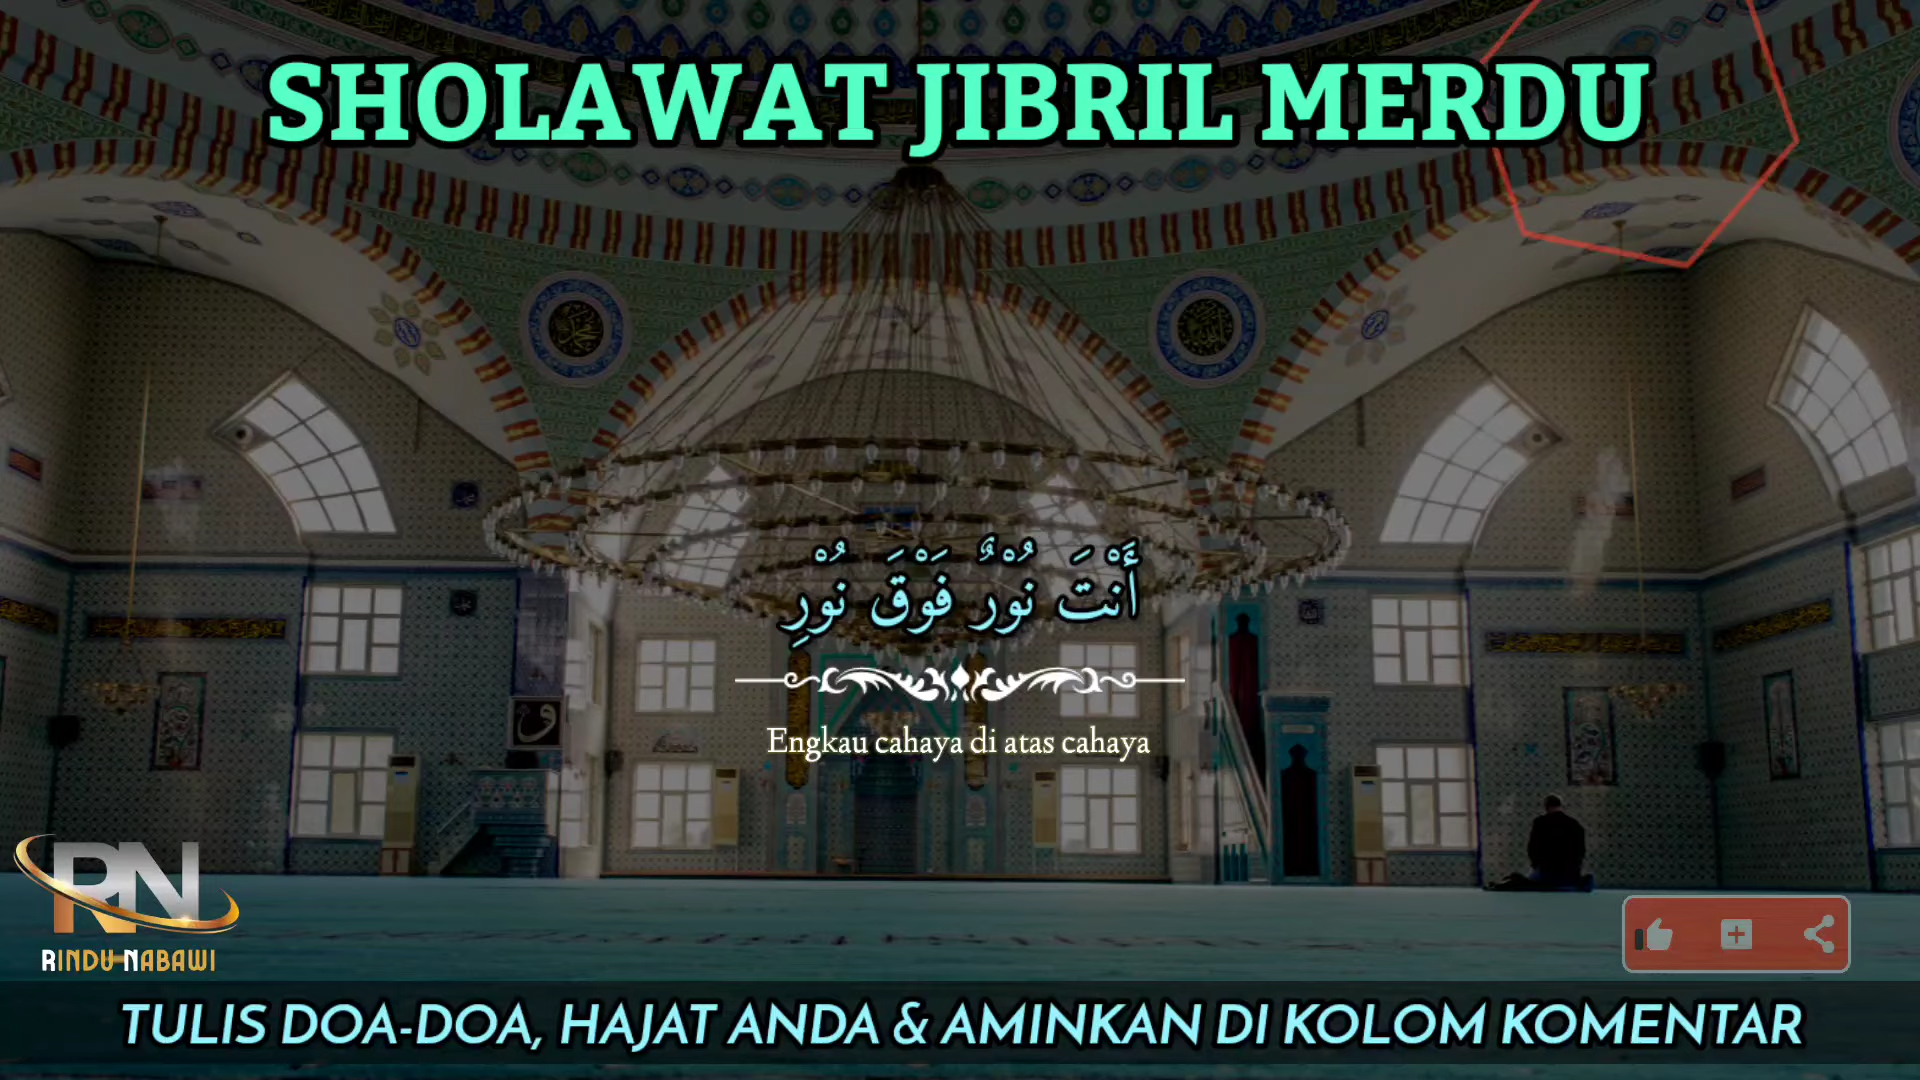 SHOLAWAT JIBRIL MERDU
أَنْتَ نُوْرٌ فَوْقَ نُوْرِ
Engkau cahaya di atas cahaya
RN
RINDU NABAWI
TULIS DOA-DOA, HAJAT ANDA & AMINKAN DI KOLOM KOMENTAR